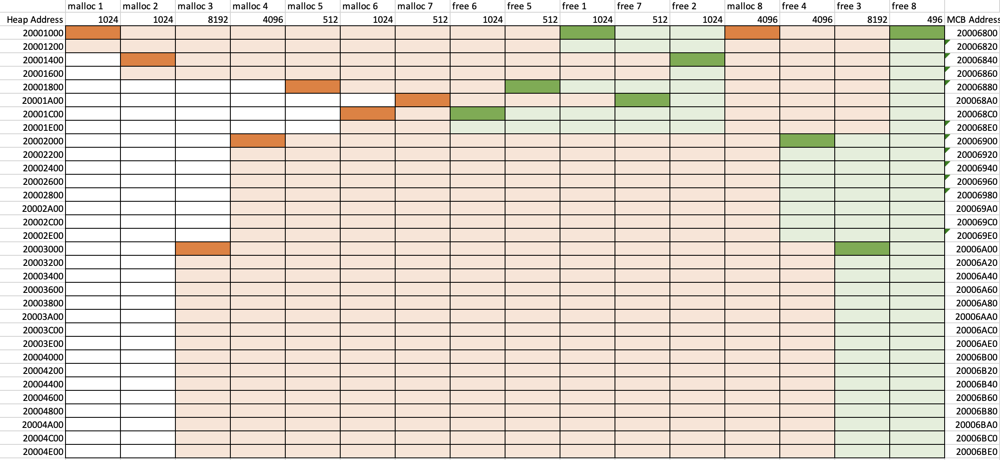 malloc 1 malloc 2 malloc 3 malloc 4 malloc 5 malloc 6 malloc 7 free 6 free 5 free 1 free 7 free 2 malloc 8 free 4 free 3 free 8
Heap Address 1024 1024 8192 4096 512 1024 512 1024 512 1024 512 1024 4096 4096 8192 496 MCB Address
20001000 20006800
20001200 20006820
20001400 20006840
20001600 20006860
20001800 20006880
20001A00 200068A0
20001C00 200068C0
20001E00 200068E0
20002000 20006900
20002200 20006920
20002400 20006940
20002600 20006960
20002800 20006980
20002A00 200069A0
20002C00 200069C0
20002E00 200069E0
20003000 20006A00
20003200 20006A20
20003400 20006A40
20003600 20006A60
20003800 20006A80
20003A00 20006AA0
20003C00 20006AC0
20003E00 20006AE0
20004000 20006B00
20004200 20006B20
20004400 20006B40
20004600 20006B60
20004800 20006B80
20004A00 20006BA0
20004C00 20006BC0
20004E00 20006BE0